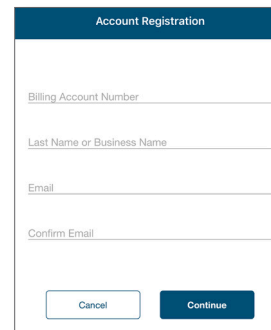 Account Registration
Billing Account Number
Last Name or Business Name
Email
Confirm Email
Cancel
Continue